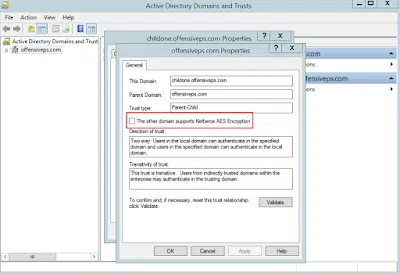 Active Directory Domains and Trusts
File Action View Help
Active Directory Domains and Trusts
offensiveps.com
childone.offensiveps.com Properties
offensiveps.com Properties
General
This Domain: childone.offensiveps.com
Parent Domain: offensiveps.com
Trust type: Parent-Child
The other domain supports Kerberos AES Encryption
Direction of trust:
Two-way: Users in the local domain can authenticate in the specified
domain and users in the specified domain can authenticate in the local
domain.
Transitivity of trust:
This trust is transitive. Users from indirectly trusted domains within the
enterprise may authenticate in the trusting domain.
To confirm and, if necessary, reset this trust relationship,
click Validate.
Validate
OK Cancel Apply Help
ps.com
ons
ffensiveps.com
ons